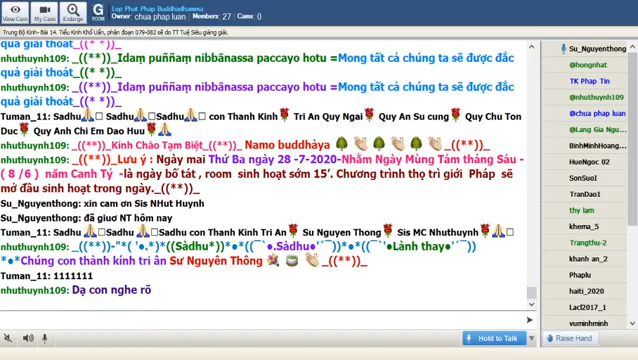 Lop Phat Phap Buddhadhamma
Owner: chua phap luan | Members: 27 | Cams: 0
View Cam
My Cam
Enlarge
G
ROOM
Trung Bộ Kinh- Bài 14. Tiểu Kinh Khổ Uẩn, phân đoạn 079-082 sẽ do TT Tuệ Siêu giảng giải.
quả giải thoát_((* *))_
nhuthuynh109: _((**))_Idaṃ puññaṃ nibbānassa paccayo hotu =Mong tất cả chúng ta sẽ được đắc
quả giải thoát_((* *))_
nhuthuynh109: _((**))_Idaṃ puññaṃ nibbānassa paccayo hotu =Mong tất cả chúng ta sẽ được đắc
quả giải thoát_((* *))_
Tuman_11: Sadhu🙏□ Sadhu🙏□Sadhu🙏□ con Thanh Kinh🌹 Tri An Quy Ngai🌹 Quy An Su cung🌹 Quy Chu Ton
Duc🌹 Quy Anh Chi Em Dao Huu🌹🙏
nhuthuynh109: _((**))_Kính Chào Tạm Biệt_((**))_ Namo buddhàya 🌳👏🌳👏🌳👏_((**))_
nhuthuynh109: _((**))_Lưu ý : Ngày mai Thứ Ba ngày 28 -7-2020-Nhằm Ngày Mùng Tám tháng Sáu -
( 8 /6 ) năm Canh Tý -là ngày bố tát , room sinh hoạt sớm 15’. Chương trình thọ trì giới Pháp sẽ
mở đầu sinh hoạt trong ngày._((**))_
Su_Nguyenthong: xin cam ơn Sis NHut Huynh
Su_Nguyenthong: đã giư NT hôm nay
Tuman_11: Sadhu 🙏□ Sadhu🙏□Sadhu con Thanh Kinh Tri An🌹 Su Nguyen Thong🌹 Sis MC Nhuthuynh🌹🙏□
nhuthuynh109: _((**))-"*( '•.*)*((Sàdhu*))*•●*((¯`•.Sàdhu•'´¯))*•●*((¯`'•Lành thay•'´¯))
*●•Chúng con thành kính tri ân Sư Nguyên Thông 💐 🍵 👏_((**))_
Tuman_11: 1111111
nhuthuynh109: Dạ con nghe rõ
Su_Nguyenthong
@hongnhat
TK Phap Tin
@nhuthuynh109
@chua phap luan
@Lang Gia Ngu...
BinhMinhHoang...
HueNgoc 02
SonSuoI
TranDao1
thy lam
khema_5
Trangthu-2
khanh an_2
Phaplu
haiti_2020
Lacl2017_1
vuminhminh
Hold to Talk
Raise Hand